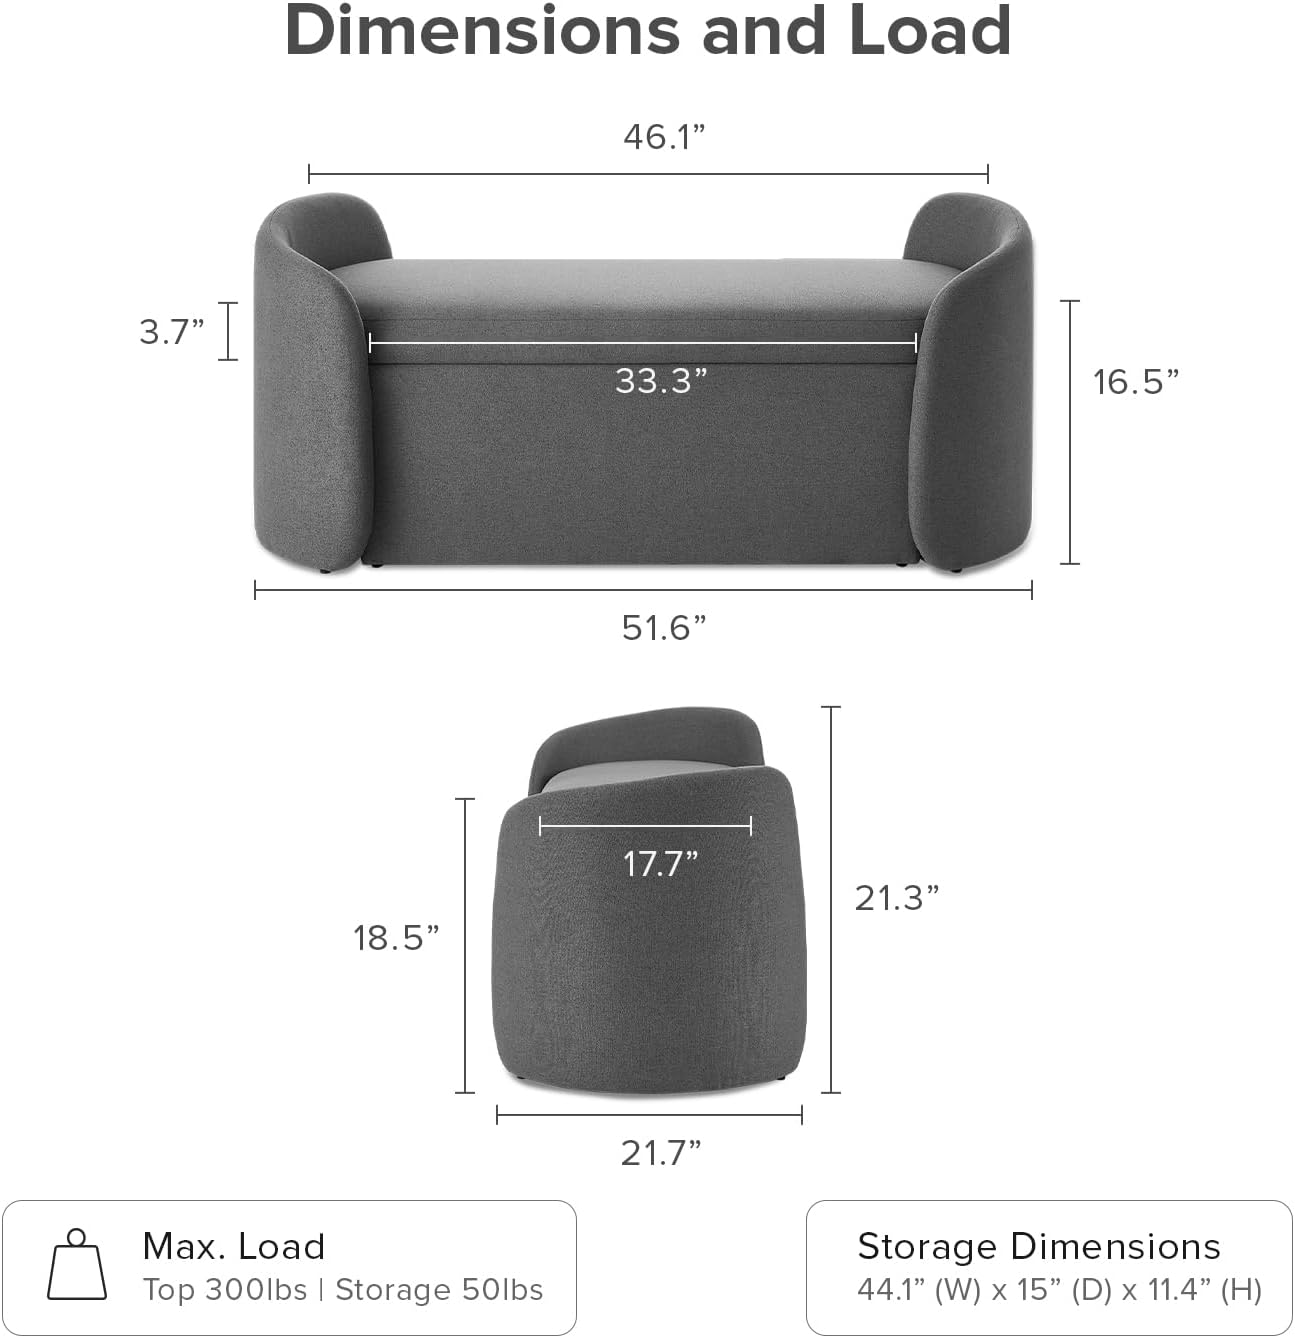 Dimensions and Load
46.1”
3.7”
33.3”
16.5”
51.6”
17.7”
18.5”
21.3”
21.7”
Max. Load
Top 300lbs | Storage 50lbs
Storage Dimensions
44.1” (W) x 15” (D) x 11.4” (H)